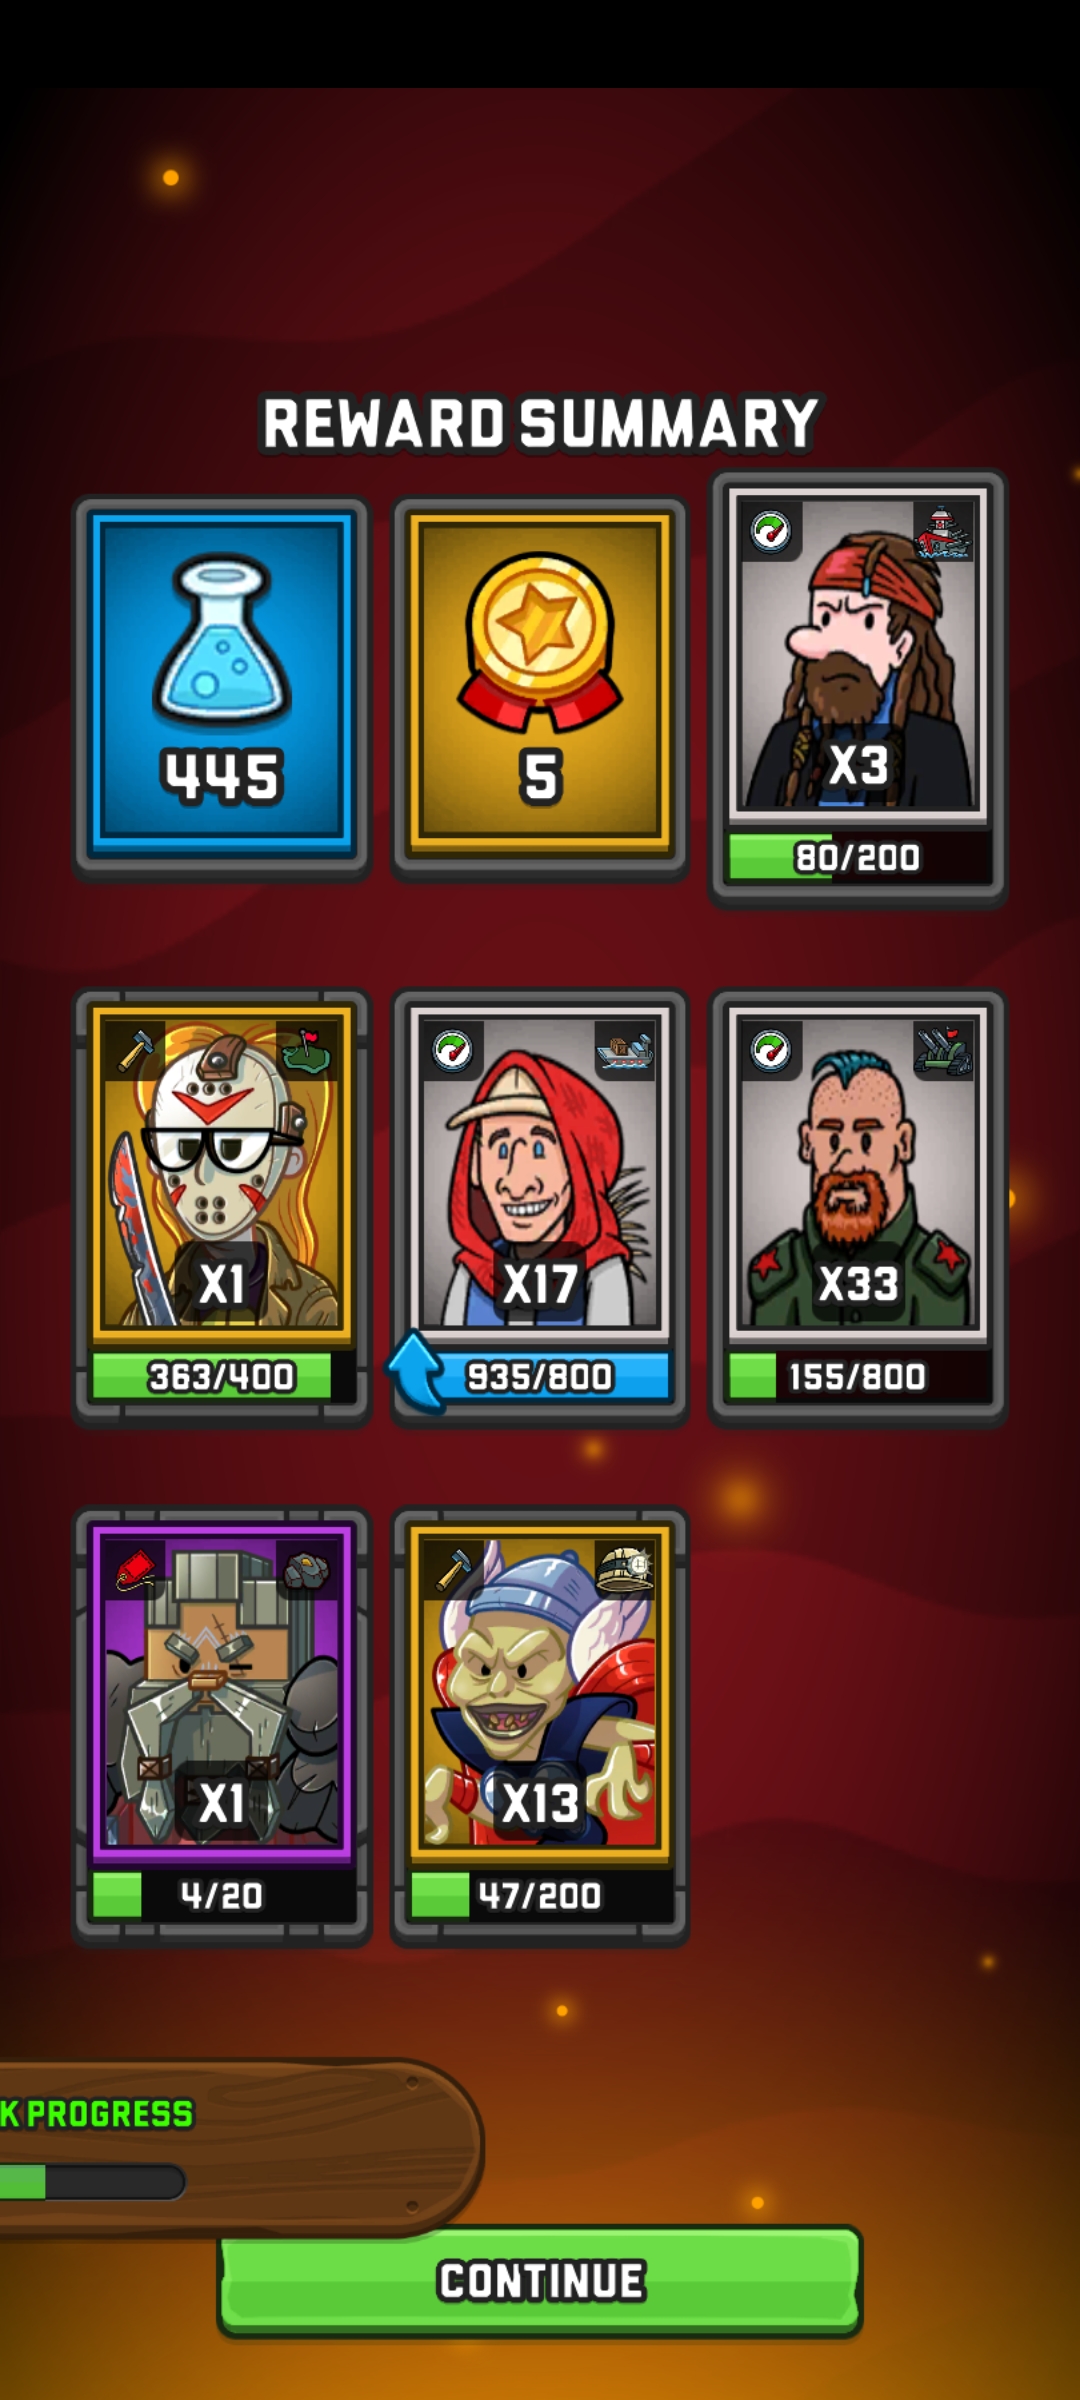 REWARD SUMMARY
445
5
X3
80/200
X1
363/400
X17
935/800
X33
155/800
X1
4/20
X13
47/200
K PROGRESS
CONTINUE